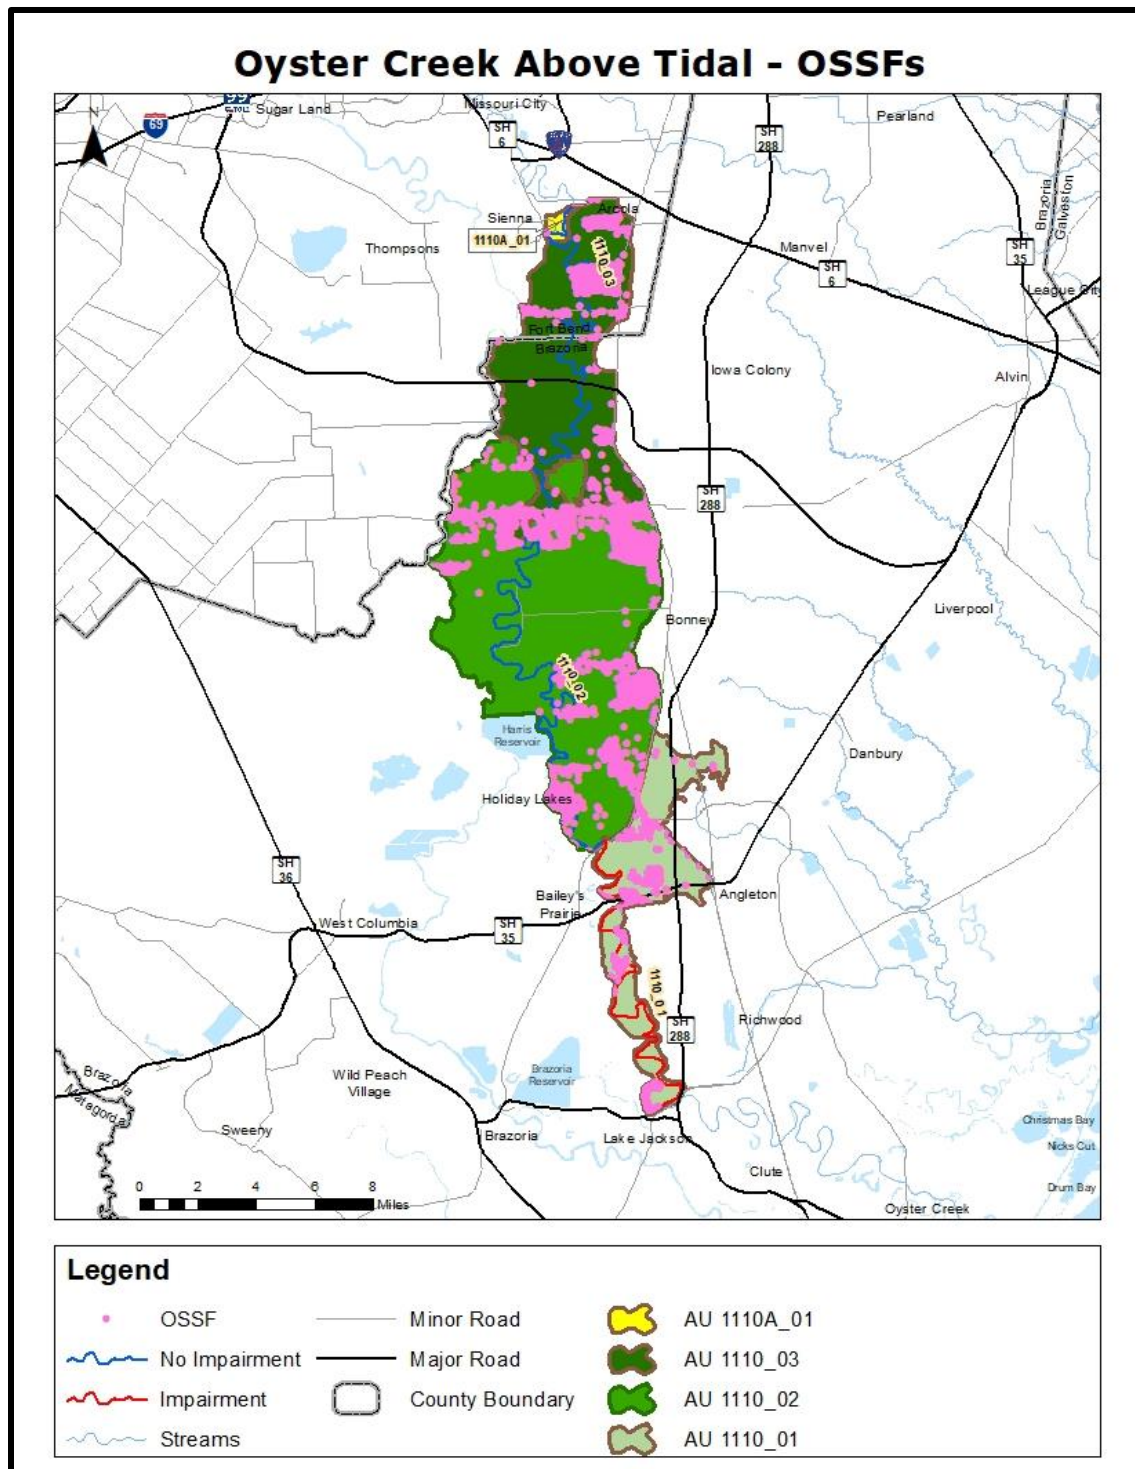 Oyster Creek Above Tidal - OSSFs
N
99
69
Sugar Land
Missouri City
SH
6
SH
288
Pearland
Brazoria
Galveston
Sienna
Arcola
1110A_01
Thompsons
1110_03
Manvel
SH
35
SH
6
League City
Fort Bend
Brazoria
Iowa Colony
Alvin
SH
288
Liverpool
Bonney
1110_02
Harris
Reservoir
Danbury
Holiday Lakes
SH
36
Bailey's
Prairie
Angleton
West Columbia
SH
35
1110_01
SH
288
Richwood
Brazoria
Matagorda
Wild Peach
Village
Brazoria
Reservoir
Sweeny
Brazoria
Lake Jackson
Christmas Bay
Nicks Cut
Clute
Drum Bay
Oyster Creek
0 2 4 6 8
Miles
Legend
OSSF
No Impairment
Impairment
Streams
Minor Road
Major Road
County Boundary
AU 1110A_01
AU 1110_03
AU 1110_02
AU 1110_01